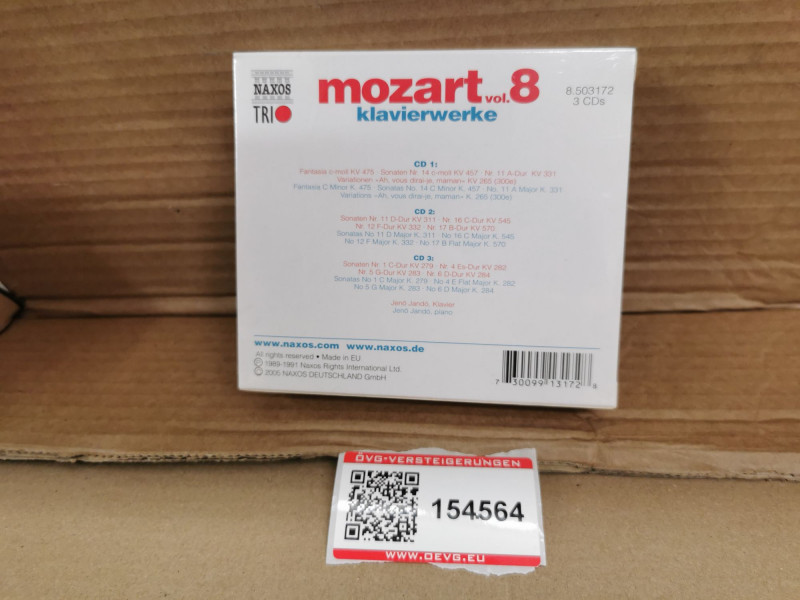 NAXOS
TRIO
mozart vol. 8
klavierwerke
8.503172
3 CDs
CD 1:
Fantasia c-moll KV 475 · Sonaten Nr. 14 c-moll KV 457 · Nr. 11 A-Dur KV 331
Variationen »Ah, vous dirai-je, maman« KV 265 (300e)
Fantasia C Minor K. 475 · Sonatas No. 14 C Minor K. 457 · No. 11 A Major K. 331
Variations »Ah, vous dirai-je, maman« K. 265 (300e)
CD 2:
Sonaten Nr. 11 D-Dur KV 311 · Nr. 16 C-Dur KV 545
Nr. 12 F-Dur KV 332 · Nr. 17 B-Dur KV 570
Sonatas No 11 D Major K. 311 · No 16 C Major K. 545
No 12 F Major K. 332 · No 17 B Flat Major K. 570
CD 3:
Sonaten Nr. 1 C-Dur KV 279 · Nr. 4 Es-Dur KV 282
Nr. 5 G-Dur KV 283 · Nr. 6 D-Dur KV 284
Sonatas No 1 C Major K. 279 · No 4 E Flat Major K. 282
No 5 G Major K. 283 · No 6 D Major K. 284
Jenö Jandó, Klavier
Jenö Jandó, piano
www.naxos.com www.naxos.de
All rights reserved • Made in EU
℗ 1989-1991 Naxos Rights International Ltd.
© 2005 NAXOS DEUTSCHLAND GmbH
7 30099 13172 8
ÖVG-VERSTEIGERUNGEN
154564
WWW.OEVG.EU